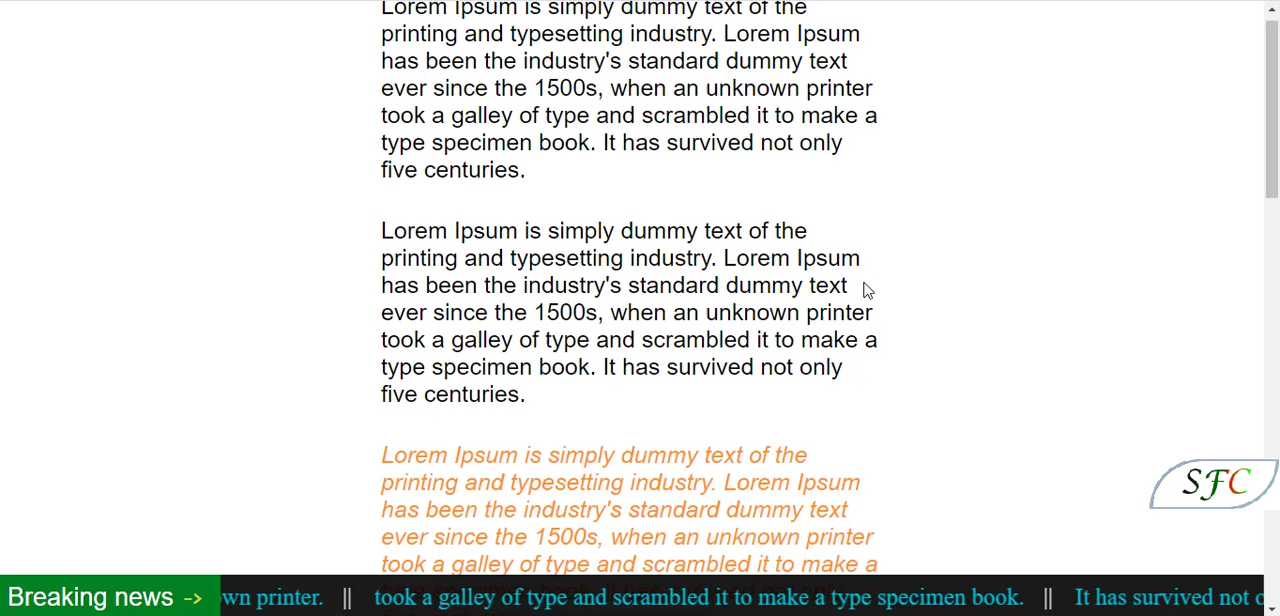 Lorem Ipsum is simply dummy text of the
printing and typesetting industry. Lorem Ipsum
has been the industry's standard dummy text
ever since the 1500s, when an unknown printer
took a galley of type and scrambled it to make a
type specimen book. It has survived not only
five centuries.
Lorem Ipsum is simply dummy text of the
printing and typesetting industry. Lorem Ipsum
has been the industry's standard dummy text
ever since the 1500s, when an unknown printer
took a galley of type and scrambled it to make a
type specimen book. It has survived not only
five centuries.
Lorem Ipsum is simply dummy text of the
printing and typesetting industry. Lorem Ipsum
SFC
has been the industry's standard dummy text
ever since the 1500s, when an unknown printer
took a galley of type and scrambled it to make a
Breaking news -> wn printer. || took a galley of type and scrambled it to make a type specimen book. || It has survived not o